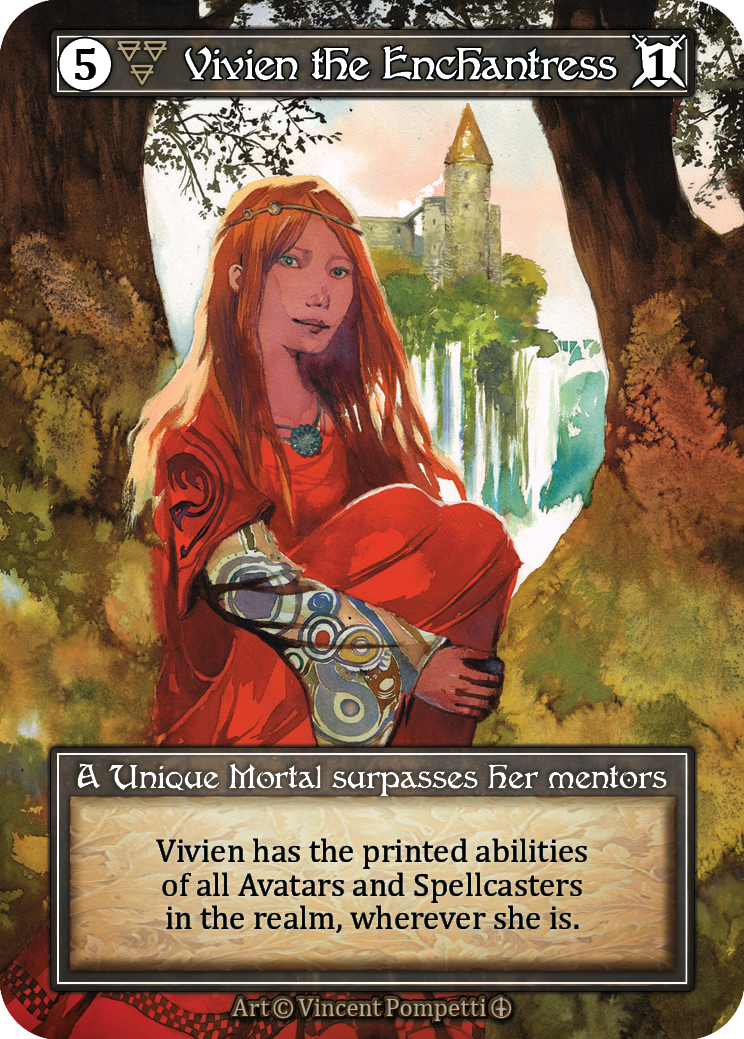 5 Vivien the Enchantress 1
A Unique Mortal surpasses her mentors
Vivien has the printed abilities
of all Avatars and Spellcasters
in the realm, wherever she is.
Art © Vincent Pompetti